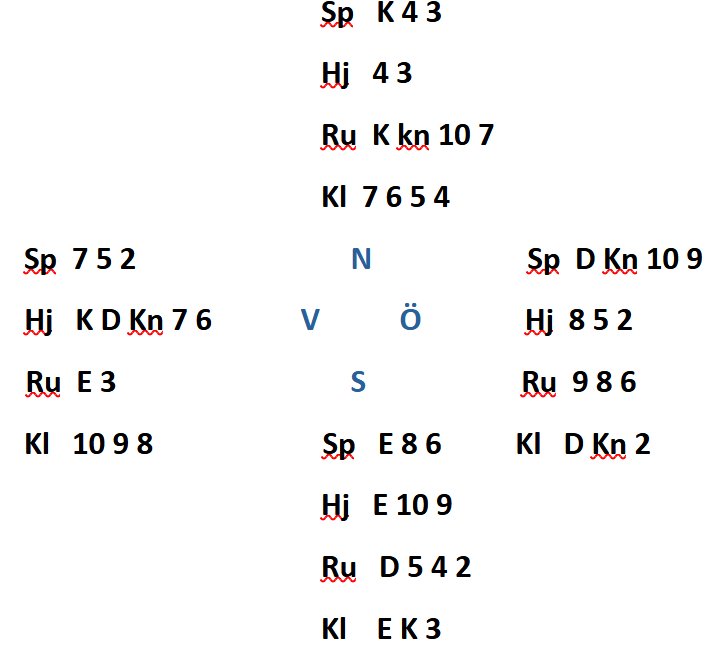 Sp K 4 3
Hj 4 3
Ru K kn 10 7
Kl 7 6 5 4
Sp 7 5 2 N Sp D Kn 10 9
Hj K D Kn 7 6 V Ö Hj 8 5 2
Ru E 3 S Ru 9 8 6
Kl 10 9 8 Sp E 8 6 Kl D Kn 2
Hj E 10 9
Ru D 5 4 2
Kl E K 3